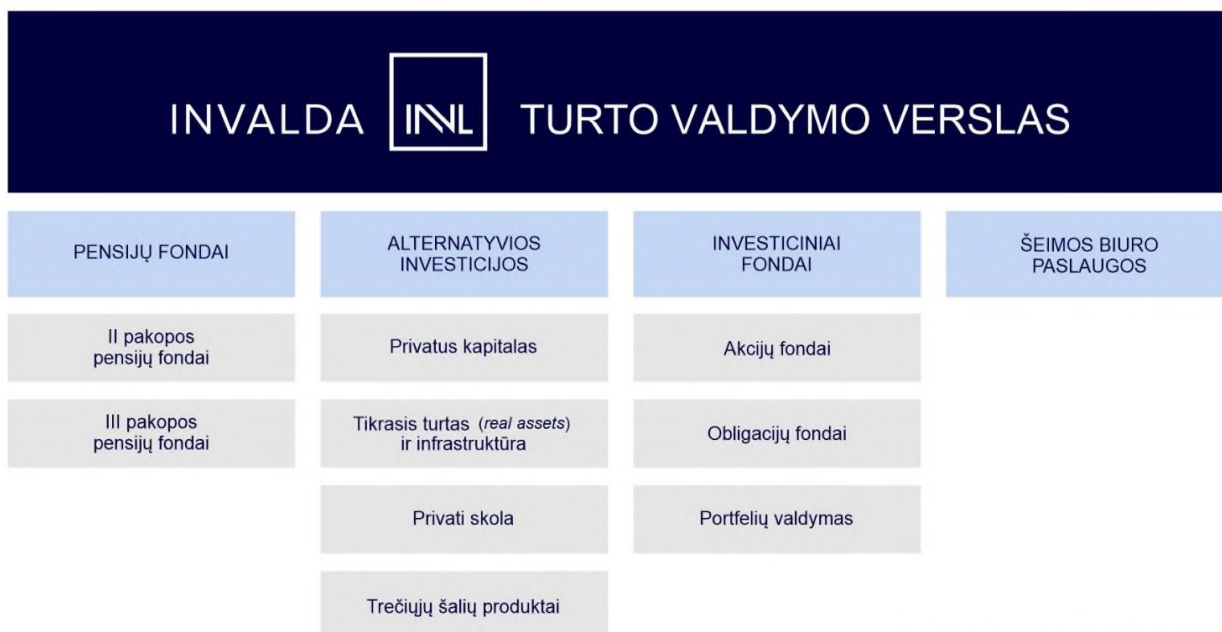 INVALDA INVL TURTO VALDYMO VERSLAS
PENSIJŲ FONDAI
II pakopos
pensijų fondai
III pakopos
pensijų fondai
ALTERNATYVIOS
INVESTICIJOS
Privatus kapitalas
Tikrasis turtas (real assets)
ir infrastruktūra
Privati skola
Trečiųjų šalių produktai
INVESTICINIAI
FONDAI
Akcijų fondai
Obligacijų fondai
Portfelių valdymas
ŠEIMOS BIURO
PASLAUGOS